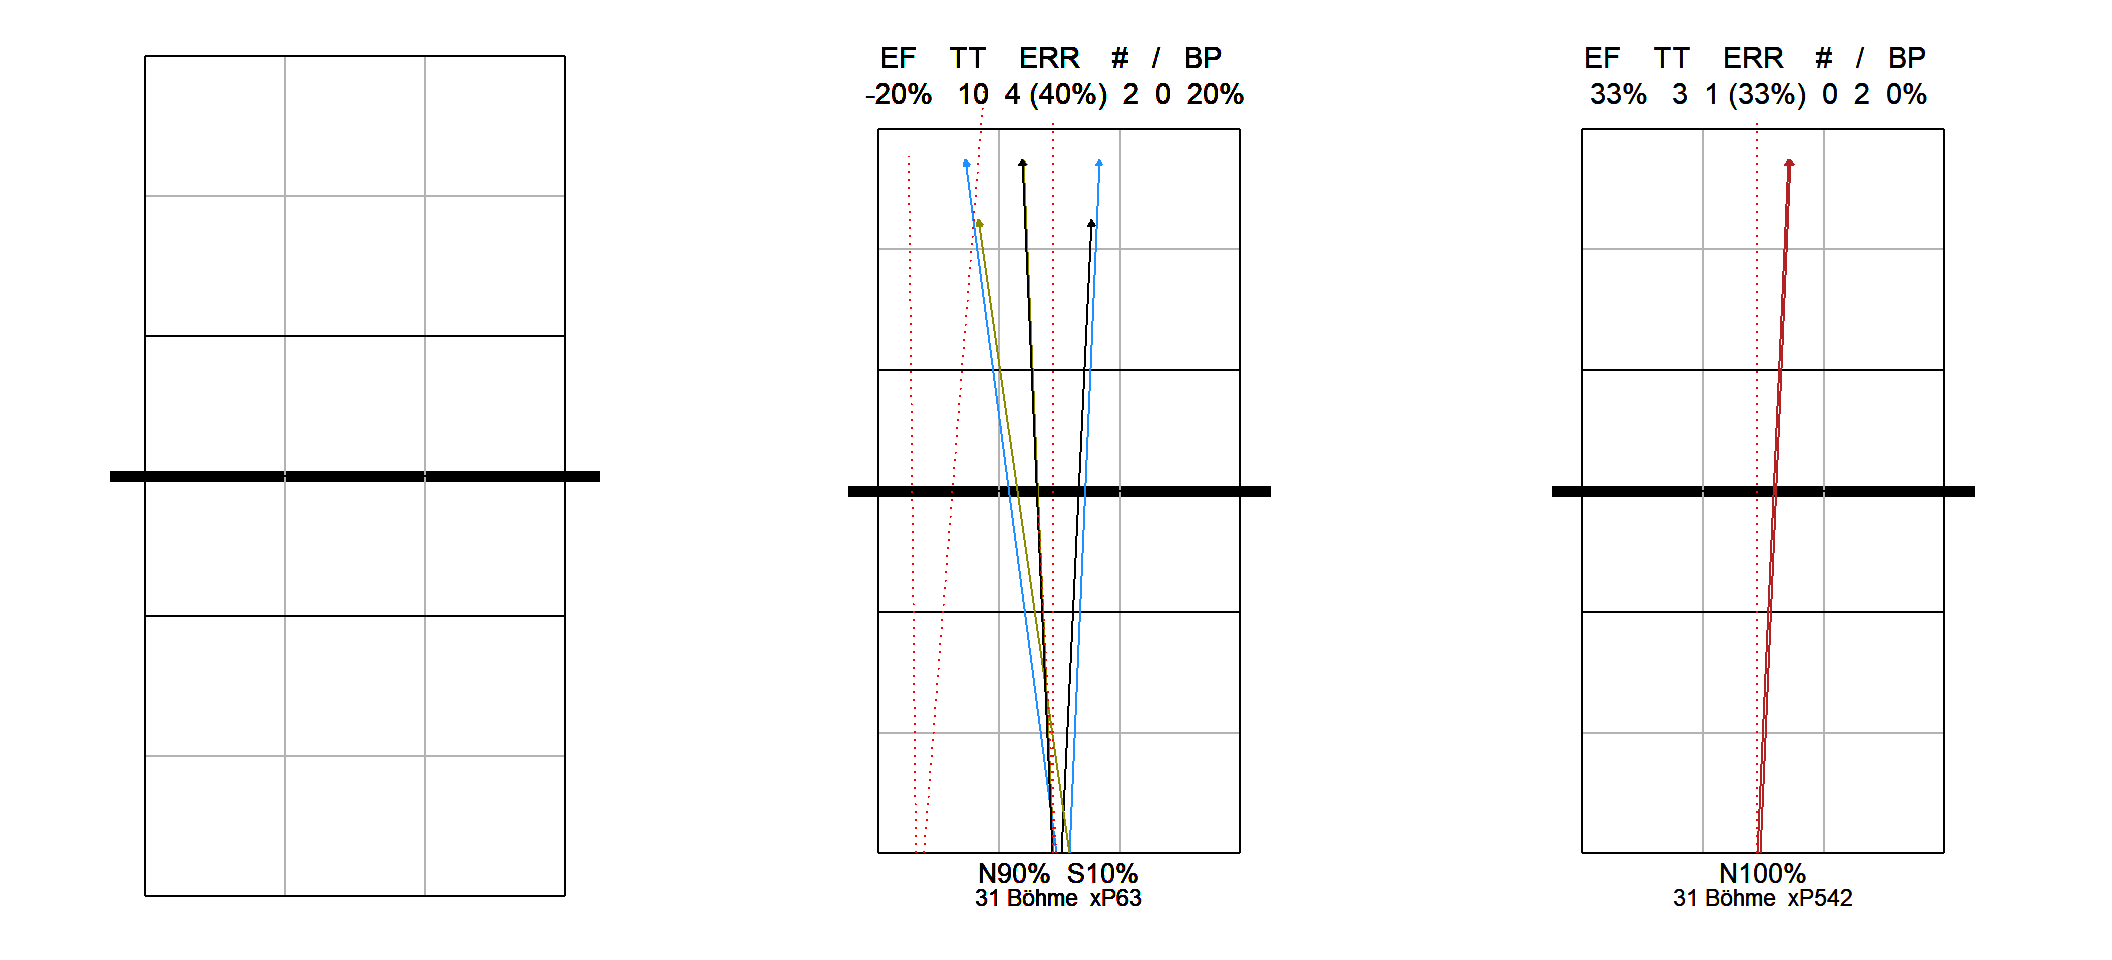 EF TT ERR # / BP
-20% 10 4 (40%) 2 0 20%
N90% S10%
31 Böhme xP63
EF TT ERR # / BP
33% 3 1 (33%) 0 2 0%
N100%
31 Böhme xP542